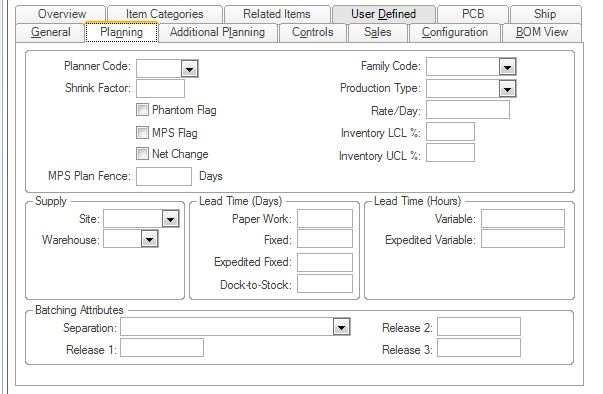 Overview Item Categories Related Items User Defined PCB Ship
General Planning Additional Planning Controls Sales Configuration BOM View
Planner Code: Family Code:
Shrink Factor: Production Type:
Phantom Flag Rate/Day:
MPS Flag Inventory LCL %:
Net Change Inventory UCL %:
MPS Plan Fence: Days
Supply Lead Time (Days) Lead Time (Hours)
Site: Paper Work: Variable:
Warehouse: Fixed: Expedited Variable:
Expedited Fixed:
Dock-to-Stock:
Batching Attributes
Separation: Release 2:
Release 1: Release 3: